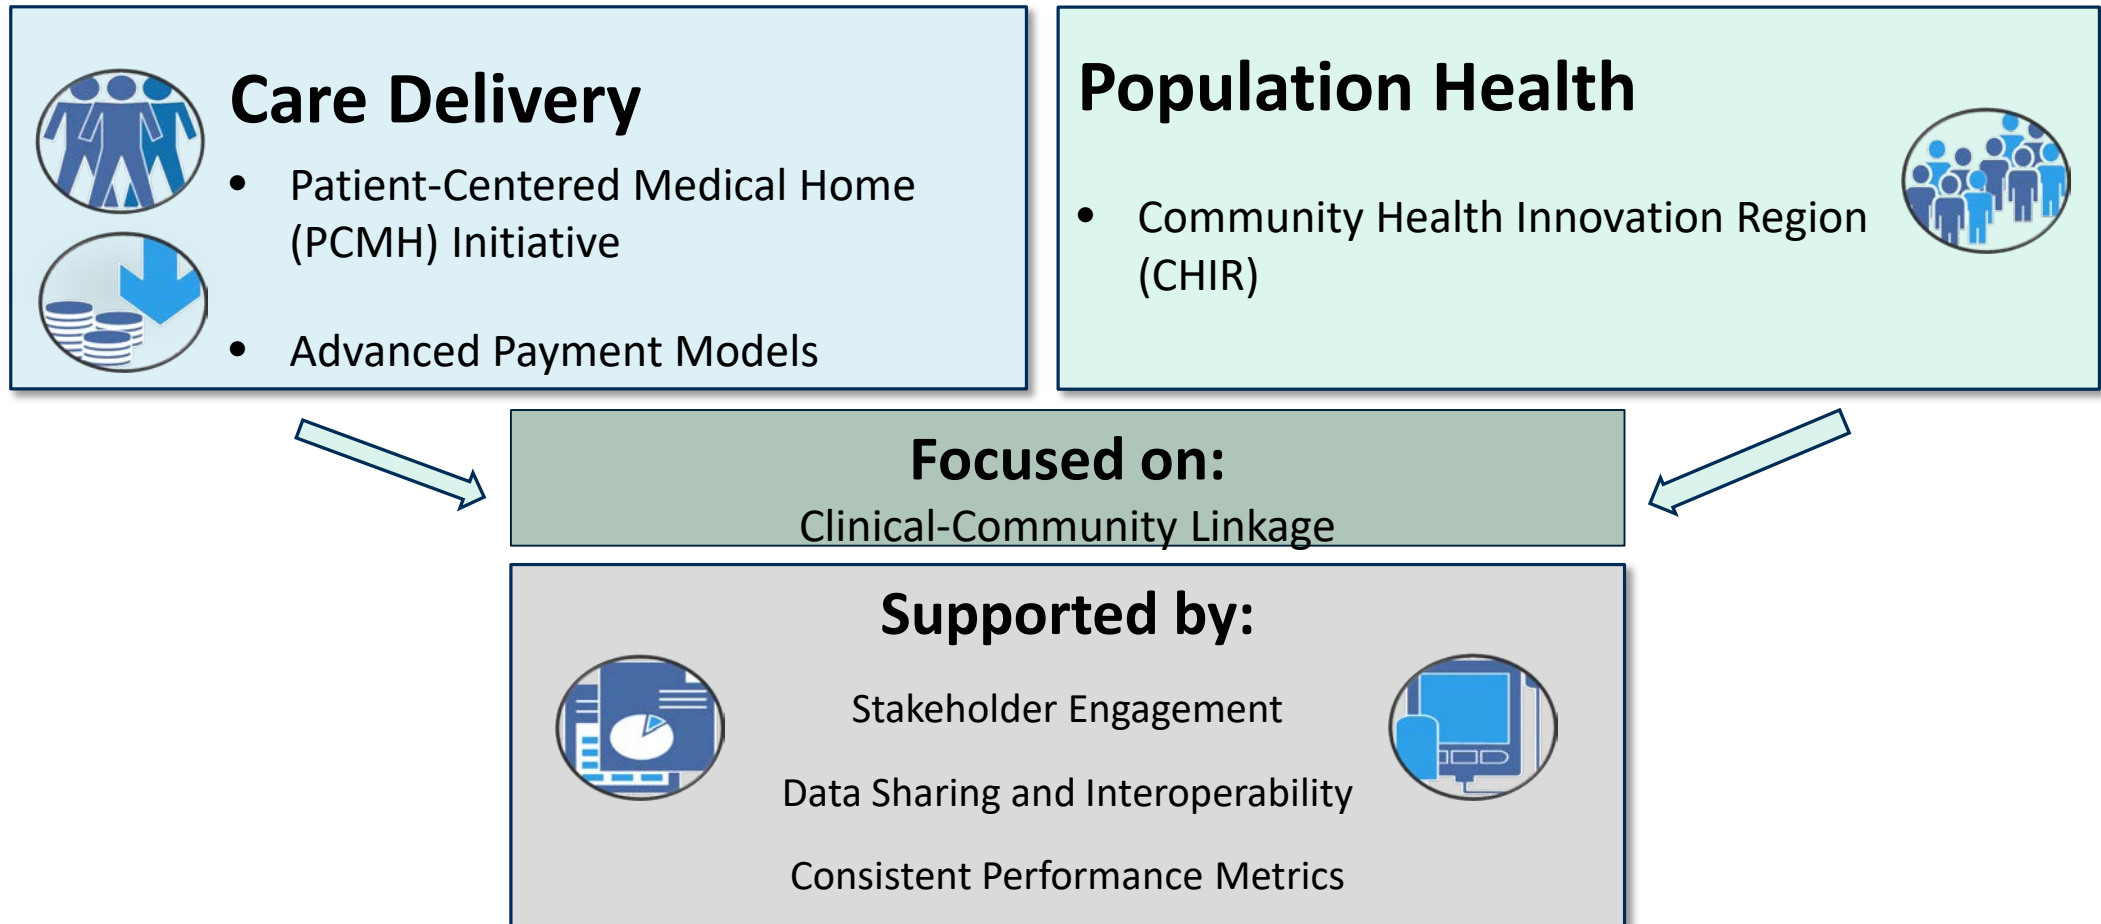 Care Delivery
• Patient-Centered Medical Home
(PCMH) Initiative
• Advanced Payment Models
Population Health
• Community Health Innovation Region
(CHIR)
Focused on:
Clinical-Community Linkage
Supported by:
Stakeholder Engagement
Data Sharing and Interoperability
Consistent Performance Metrics